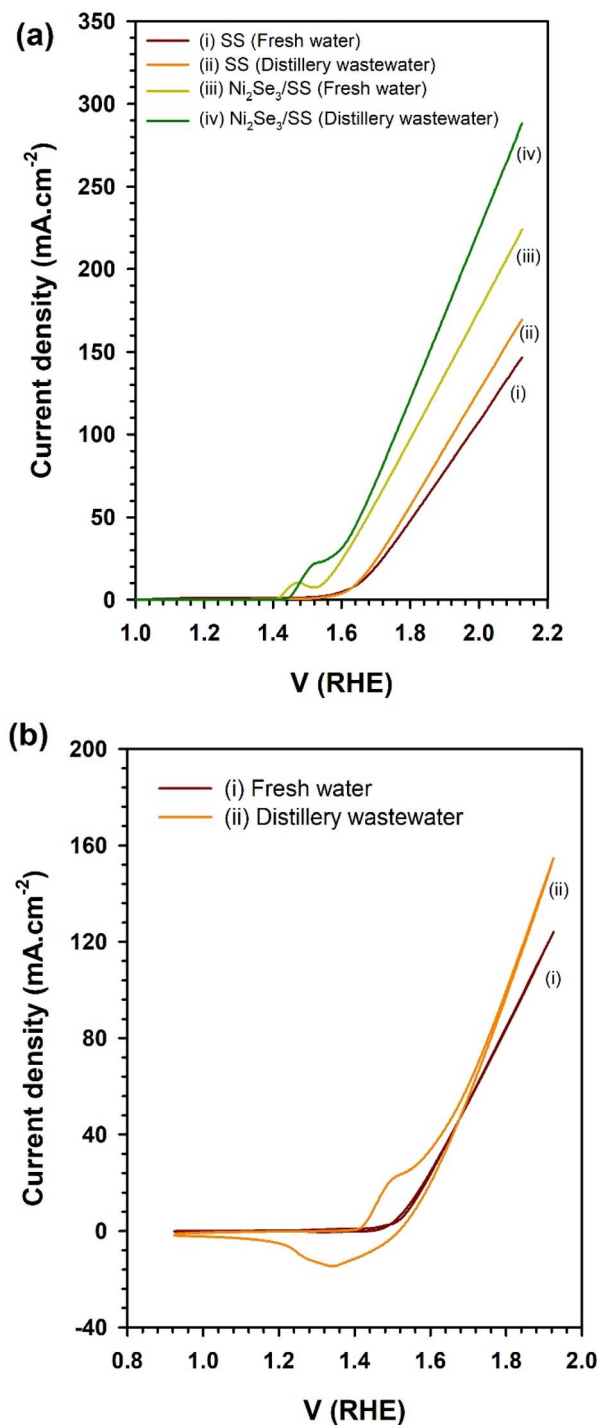 (a)
350
(i) SS (Fresh water)
(ii) SS (Distillery wastewater)
300
(iii) Ni₂Se₃/SS (Fresh water)
(iv) Ni₂Se₃/SS (Distillery wastewater)
250
200
150
100
50
0
Current density (mA.cm⁻²)
(iv)
(iii)
(ii)
(i)
1.0 1.2 1.4 1.6 1.8 2.0 2.2
V (RHE)
(b)
200
(i) Fresh water
(ii) Distillery wastewater
160
120
80
40
0
-40
Current density (mA.cm⁻²)
(ii)
(i)
0.8 1.0 1.2 1.4 1.6 1.8 2.0
V (RHE)